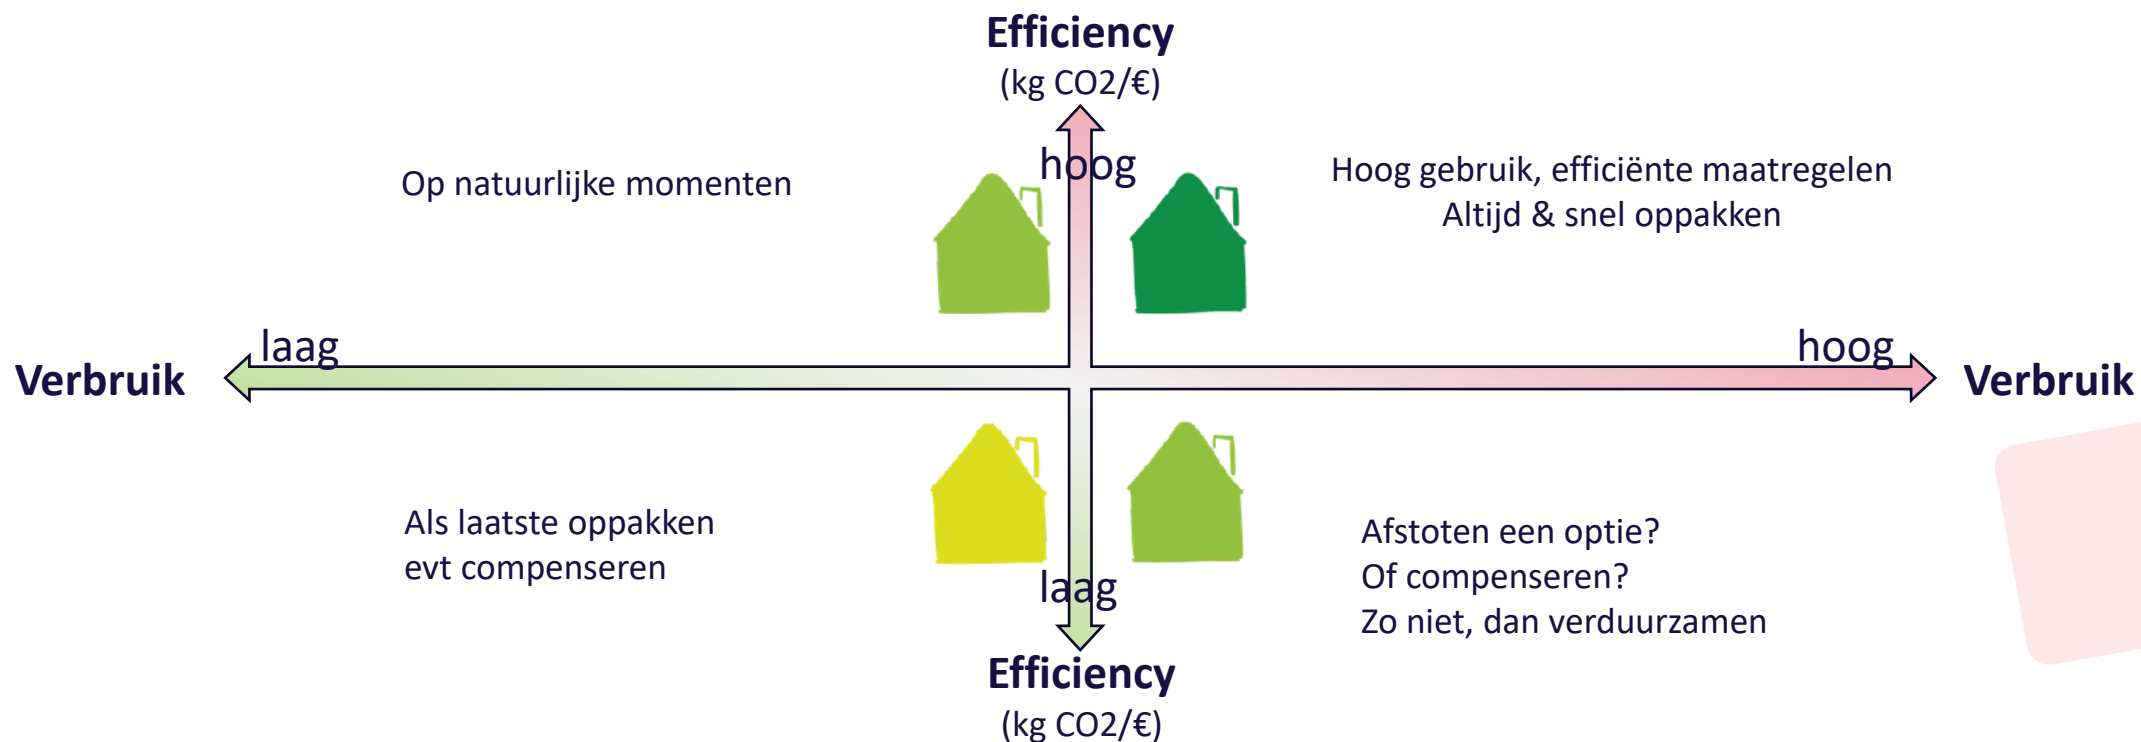 Efficiency
(kg CO2/€)
hoog
Op natuurlijke momenten
Hoog gebruik, efficiënte maatregelen
Altijd & snel oppakken
laag
hoog
Verbruik
Verbruik
Als laatste oppakken
evt compenseren
Afstoten een optie?
Of compenseren?
Zo niet, dan verduurzamen
laag
Efficiency
(kg CO2/€)